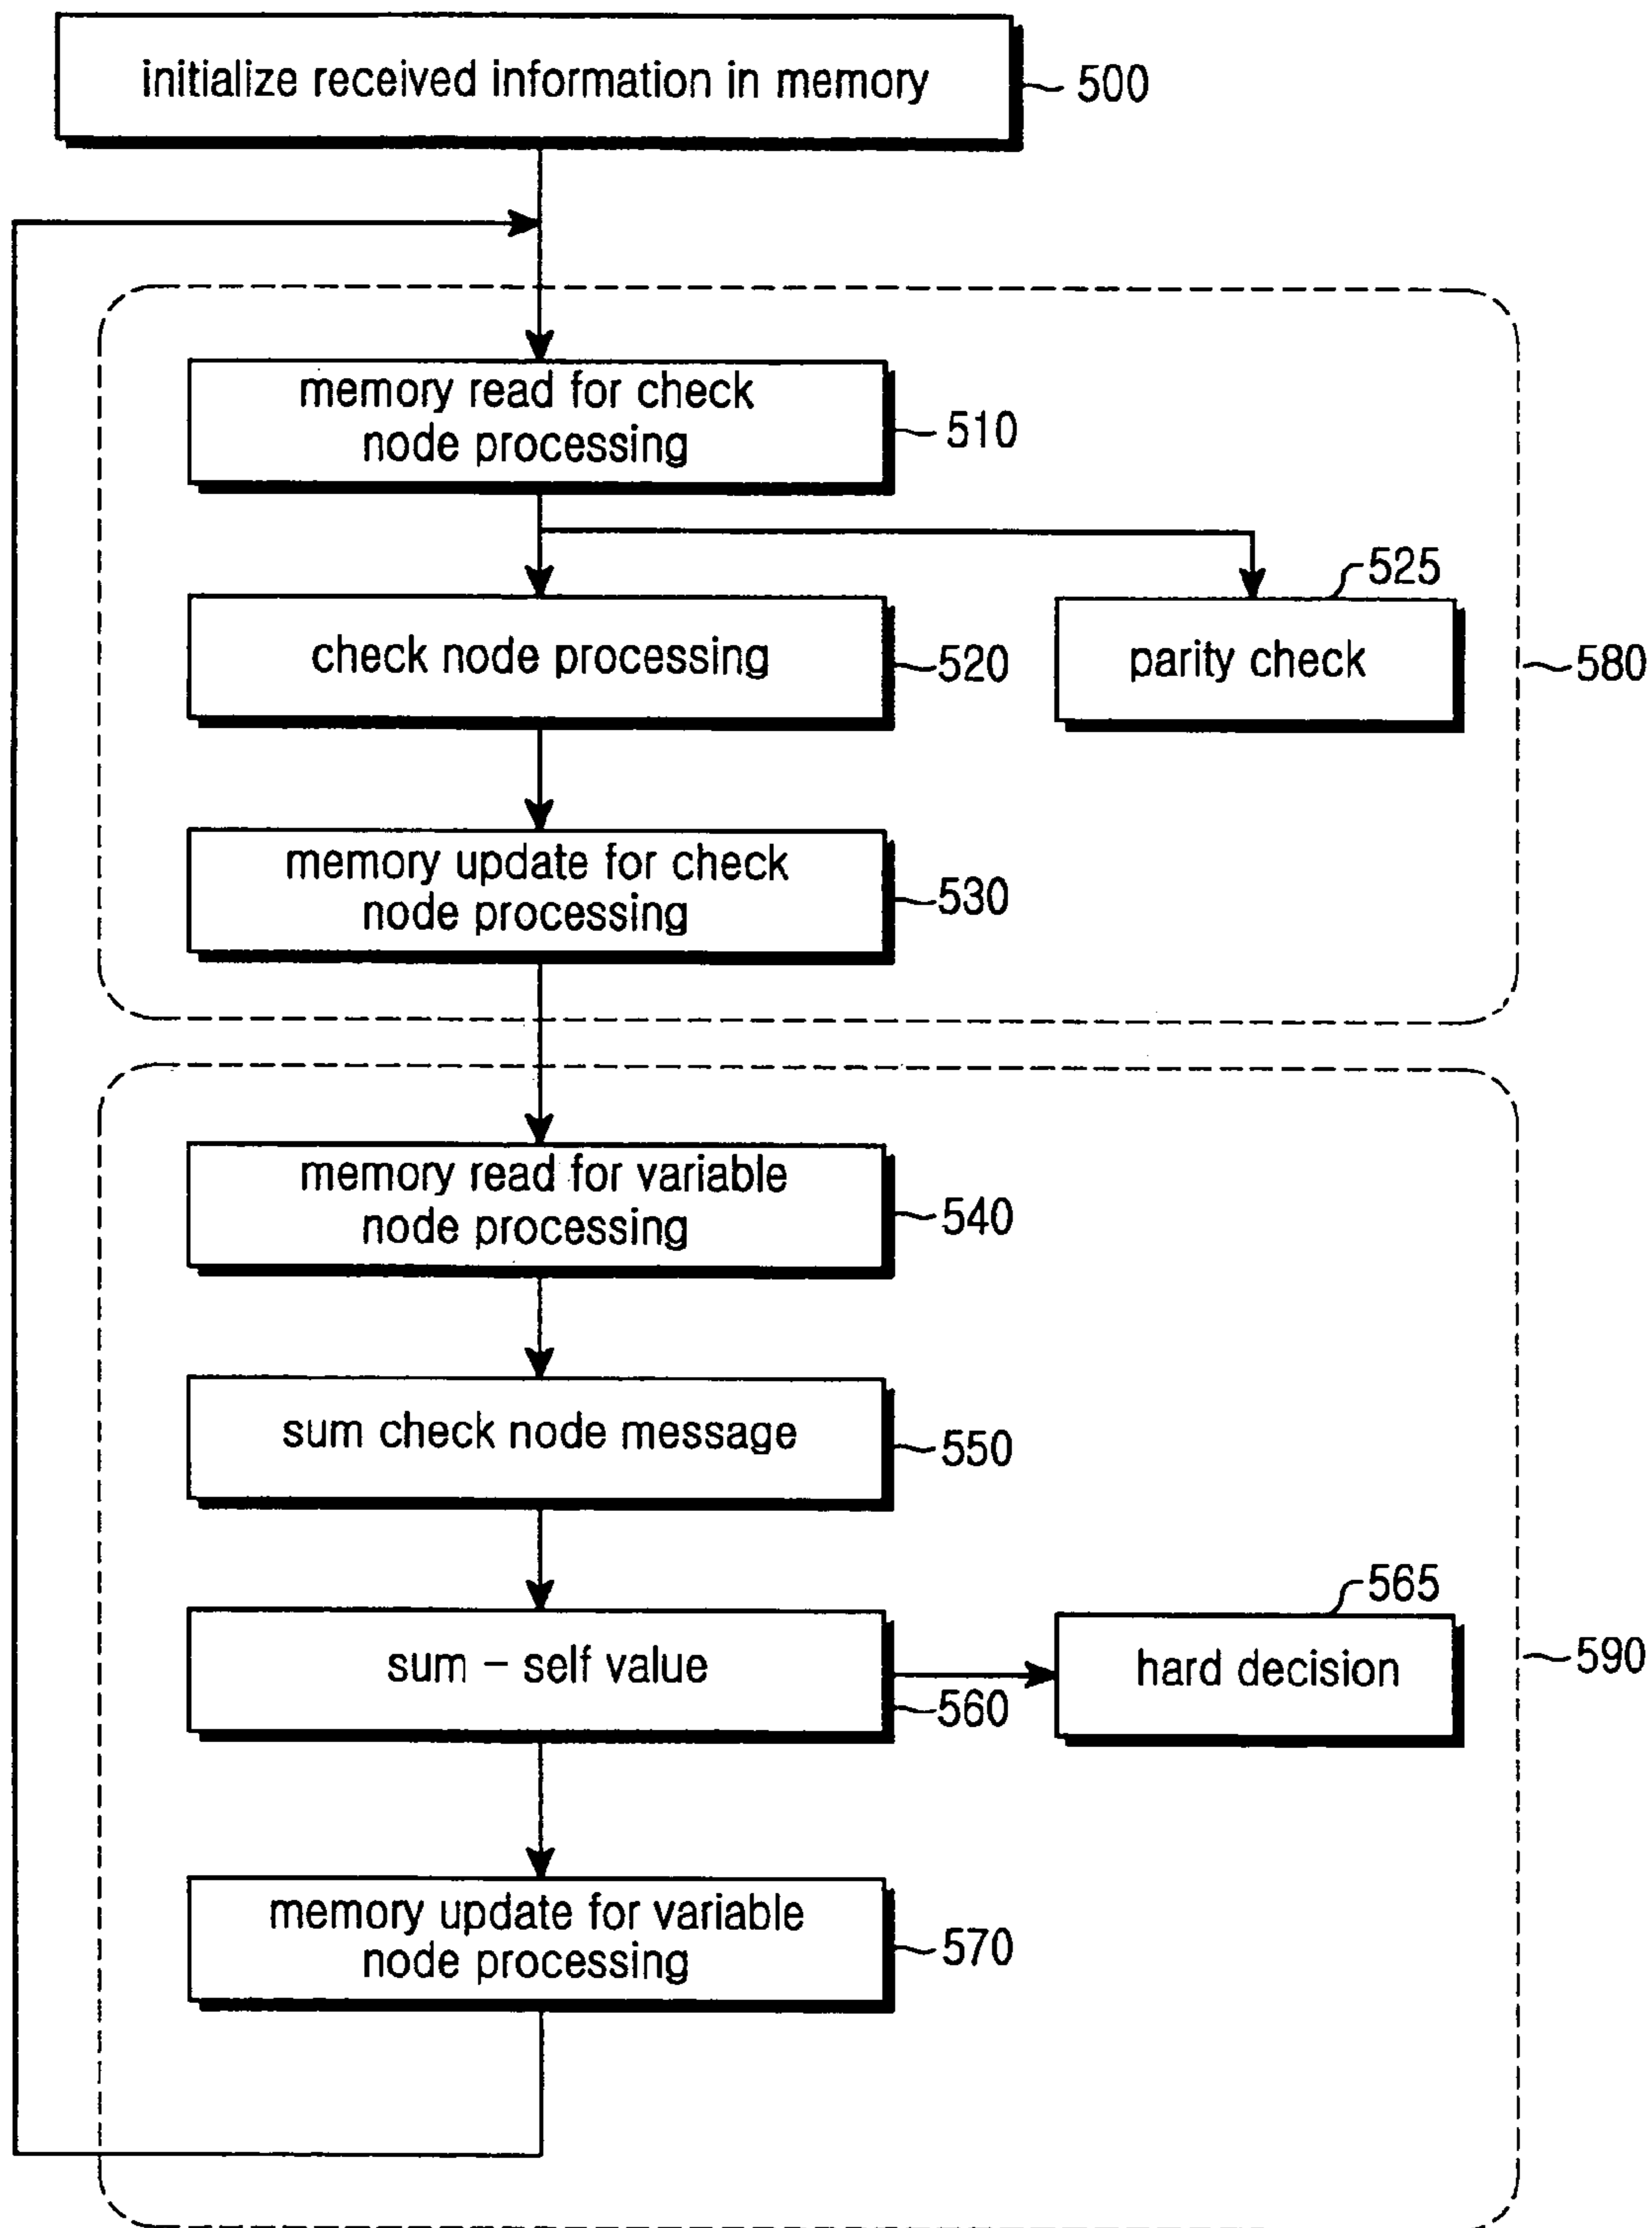 initialize received information in memory
500
memory read for check
node processing
510
check node processing
520
525
parity check
580
memory update for check
node processing
530
memory read for variable
node processing
540
sum check node message
550
sum – self value
560
565
hard decision
590
memory update for variable
node processing
570